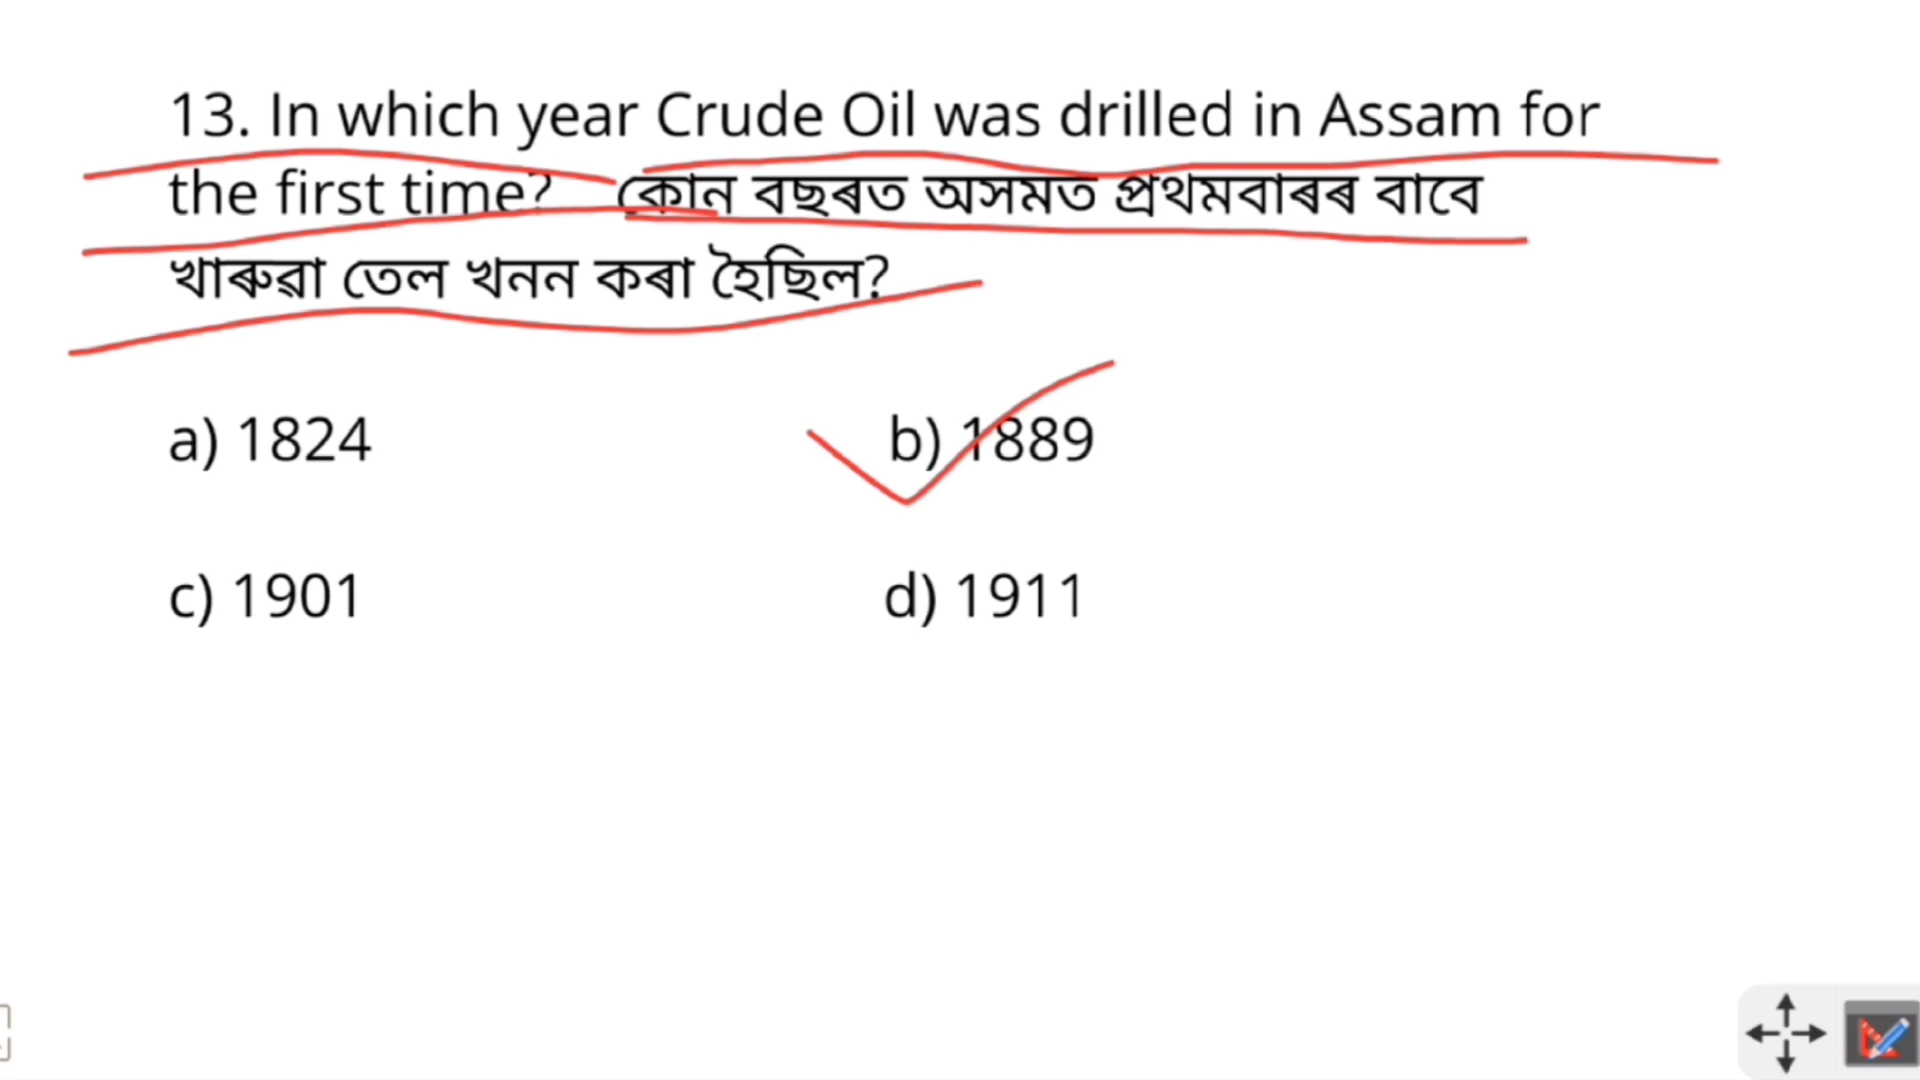 13. In which year Crude Oil was drilled in Assam for
the first time? কোন বছৰত অসমত প্ৰথমবাৰৰ বাবে
খাৰুৱা তেল খনন কৰা হৈছিল?
a) 1824 b) 1889
c) 1901 d) 1911